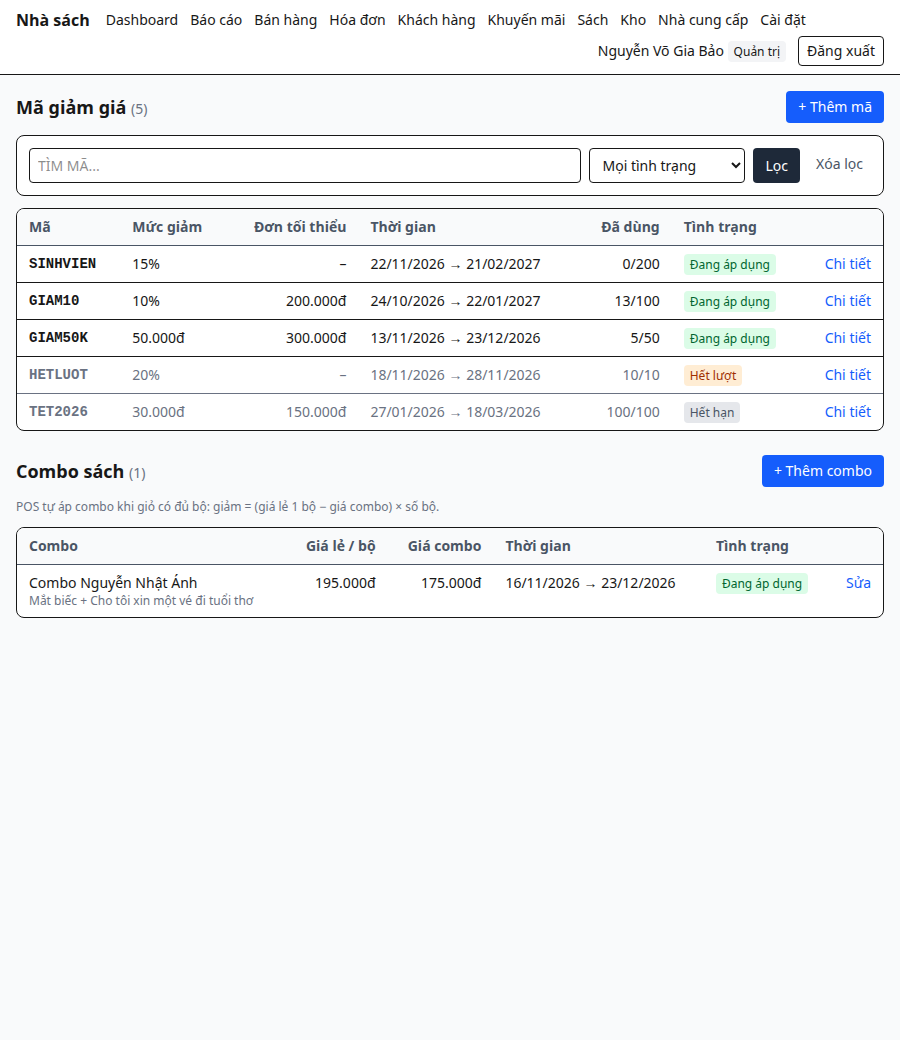 Nhà sách Dashboard Báo cáo Bán hàng Hóa đơn Khách hàng Khuyến mãi Sách Kho Nhà cung cấp Cài đặt
Nguyễn Võ Gia Bảo Quản trị Đăng xuất
Mã giảm giá (5) + Thêm mã
TÌM MÃ... Mọi tình trạng Lọc Xóa lọc
Mã Mức giảm Đơn tối thiểu Thời gian Đã dùng Tình trạng
SINHVIEN 15% – 22/11/2026 → 21/02/2027 0/200 Đang áp dụng Chi tiết
GIAM10 10% 200.000đ 24/10/2026 → 22/01/2027 13/100 Đang áp dụng Chi tiết
GIAM50K 50.000đ 300.000đ 13/11/2026 → 23/12/2026 5/50 Đang áp dụng Chi tiết
HETLUOT 20% – 18/11/2026 → 28/11/2026 10/10 Hết lượt Chi tiết
TET2026 30.000đ 150.000đ 27/01/2026 → 18/03/2026 100/100 Hết hạn Chi tiết
Combo sách (1) + Thêm combo
POS tự áp combo khi giỏ có đủ bộ: giảm = (giá lẻ 1 bộ − giá combo) × số bộ.
Combo Giá lẻ / bộ Giá combo Thời gian Tình trạng
Combo Nguyễn Nhật Ánh 195.000đ 175.000đ 16/11/2026 → 23/12/2026 Đang áp dụng Sửa
Mắt biếc + Cho tôi xin một vé đi tuổi thơ